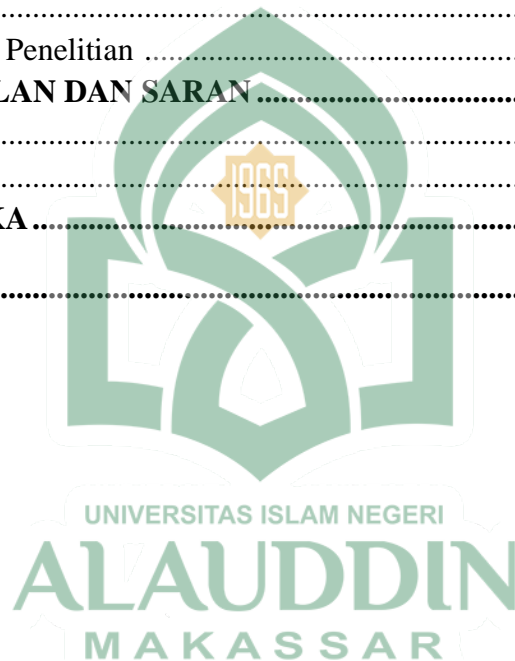 ........................................................................
Penelitian ......................................................
LAN DAN SARAN ........................................
........................................................................
........................................................................
KA ....................................................................
........................................................................
1965
UNIVERSITAS ISLAM NEGERI
ALAUDDIN
MAKASSAR